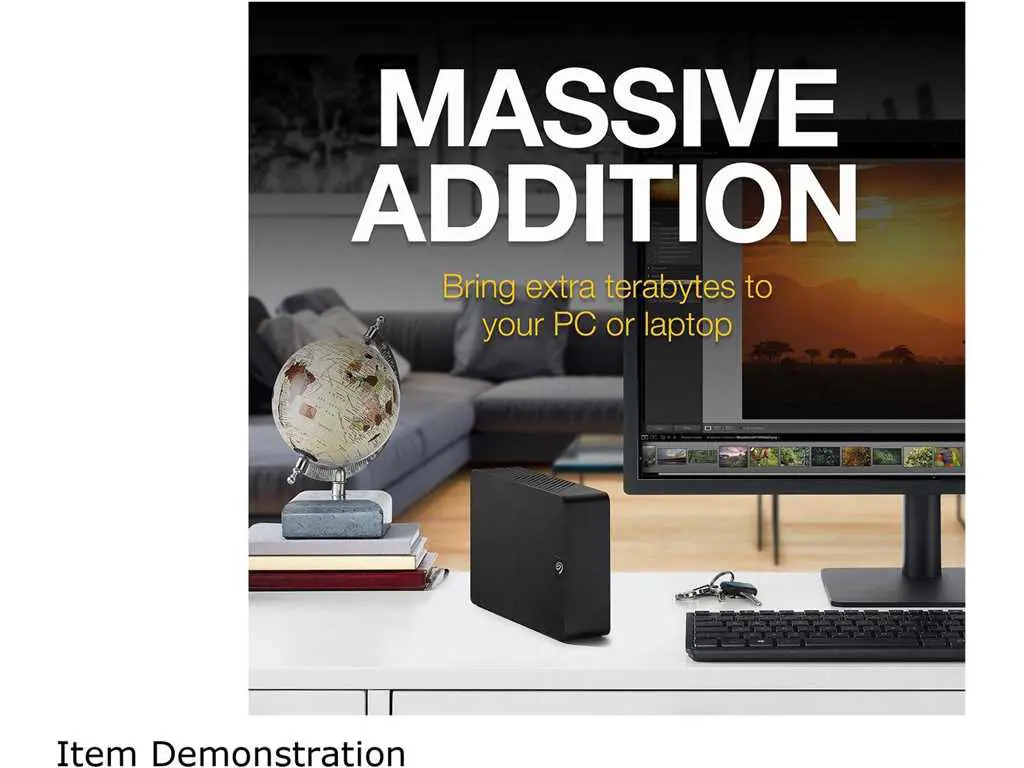 MASSIVE
ADDITION
Bring extra terabytes to
your PC or laptop
Item Demonstration